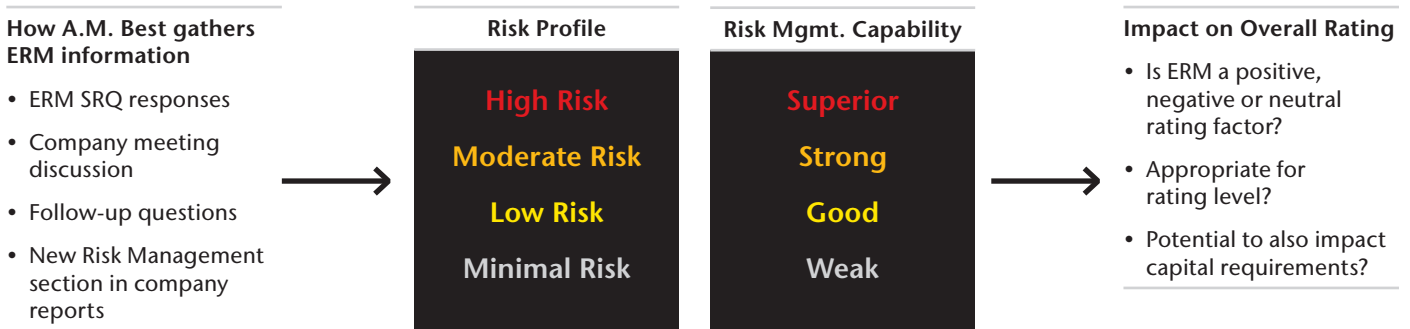 How A.M. Best gathers
ERM information
• ERM SRQ responses
• Company meeting
discussion
• Follow-up questions
• New Risk Management
section in company
reports
Risk Profile
High Risk
Moderate Risk
Low Risk
Minimal Risk
Risk Mgmt. Capability
Superior
Strong
Good
Weak
Impact on Overall Rating
• Is ERM a positive,
negative or neutral
rating factor?
• Appropriate for
rating level?
• Potential to also impact
capital requirements?